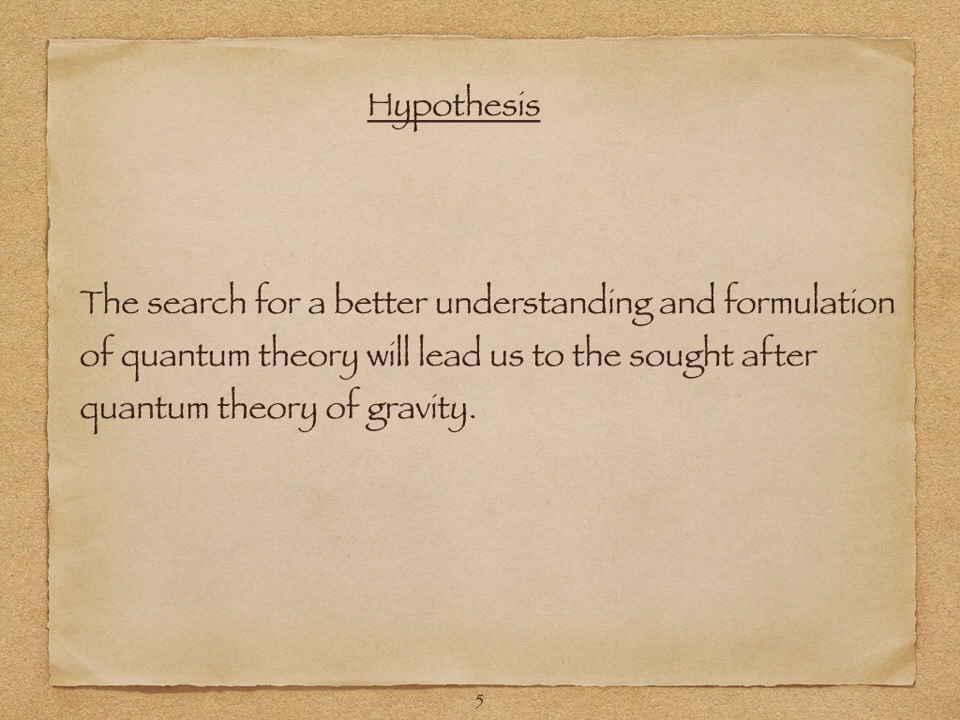 Hypothesis
The search for a better understanding and formulation
of quantum theory will lead us to the sought after
quantum theory of gravity.
5